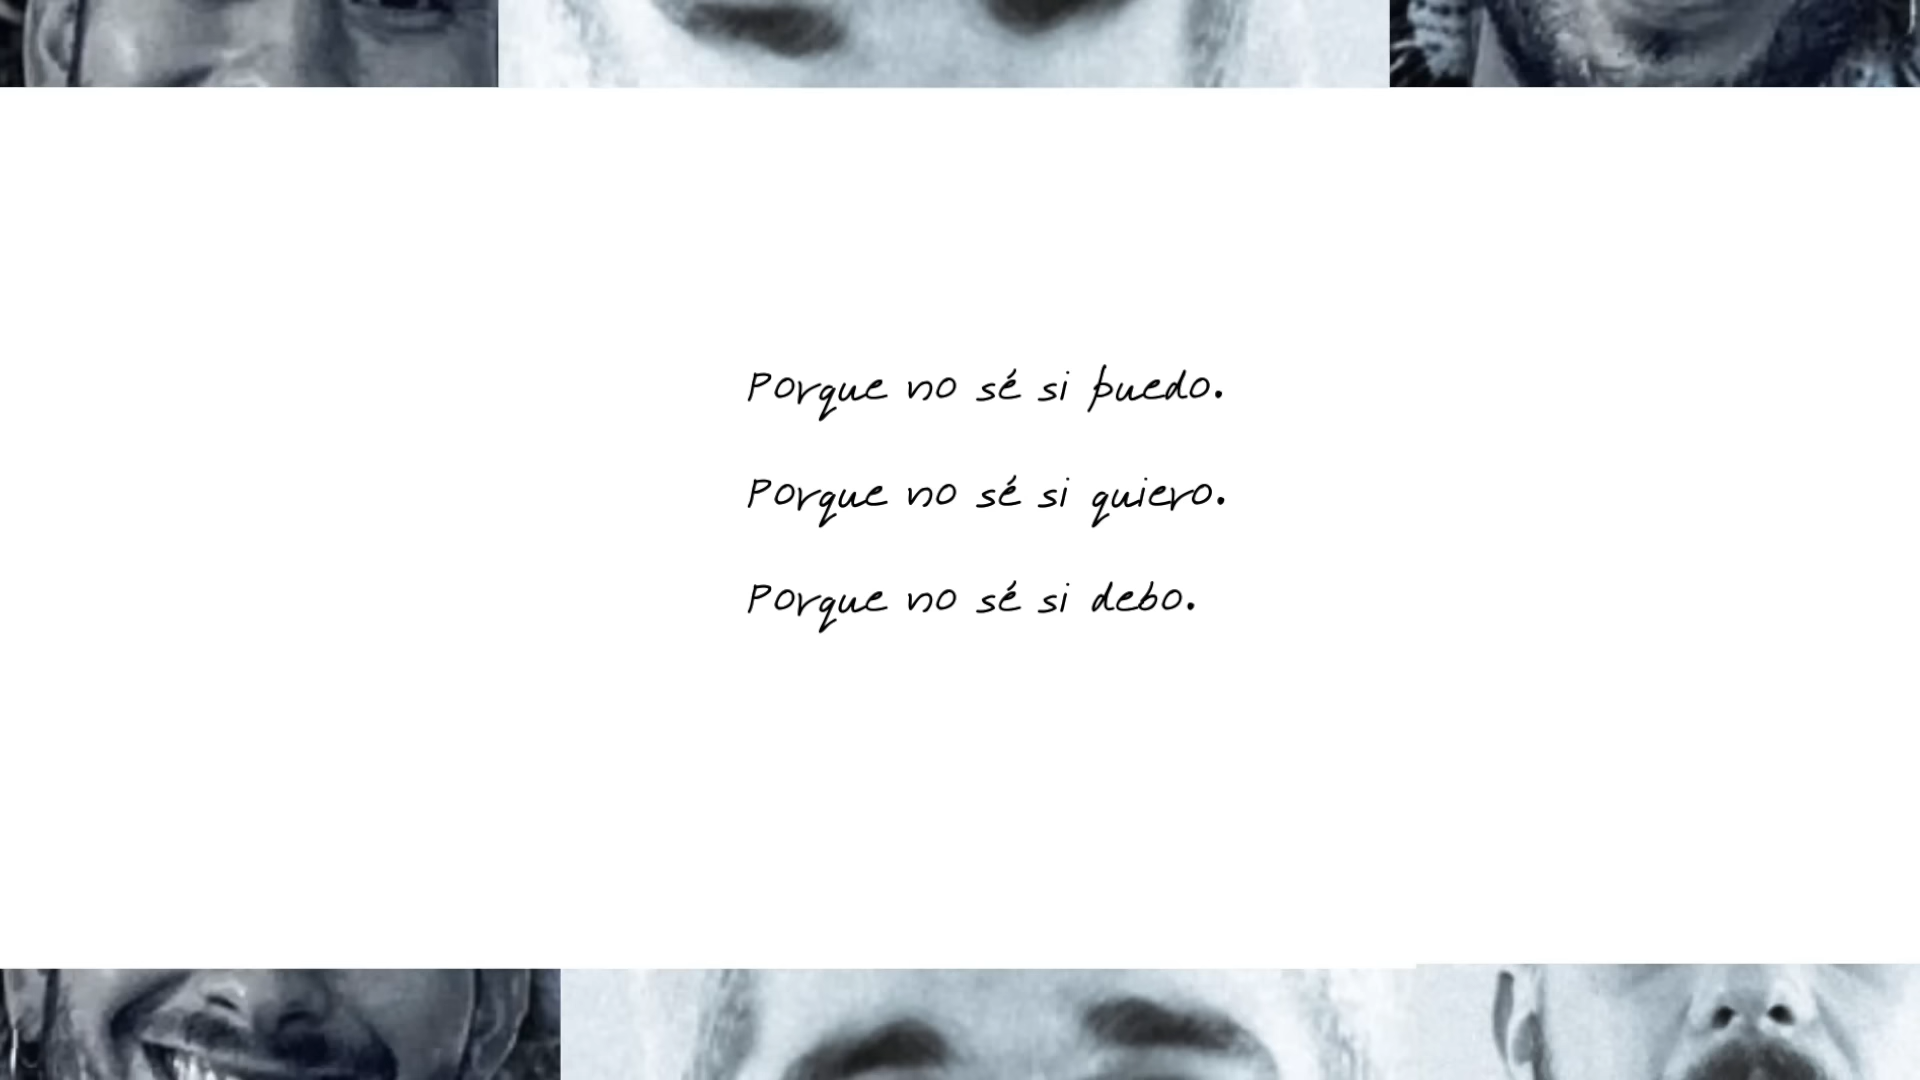 Porque no sé si puedo.
Porque no sé si quiero.
Porque no sé si debo.